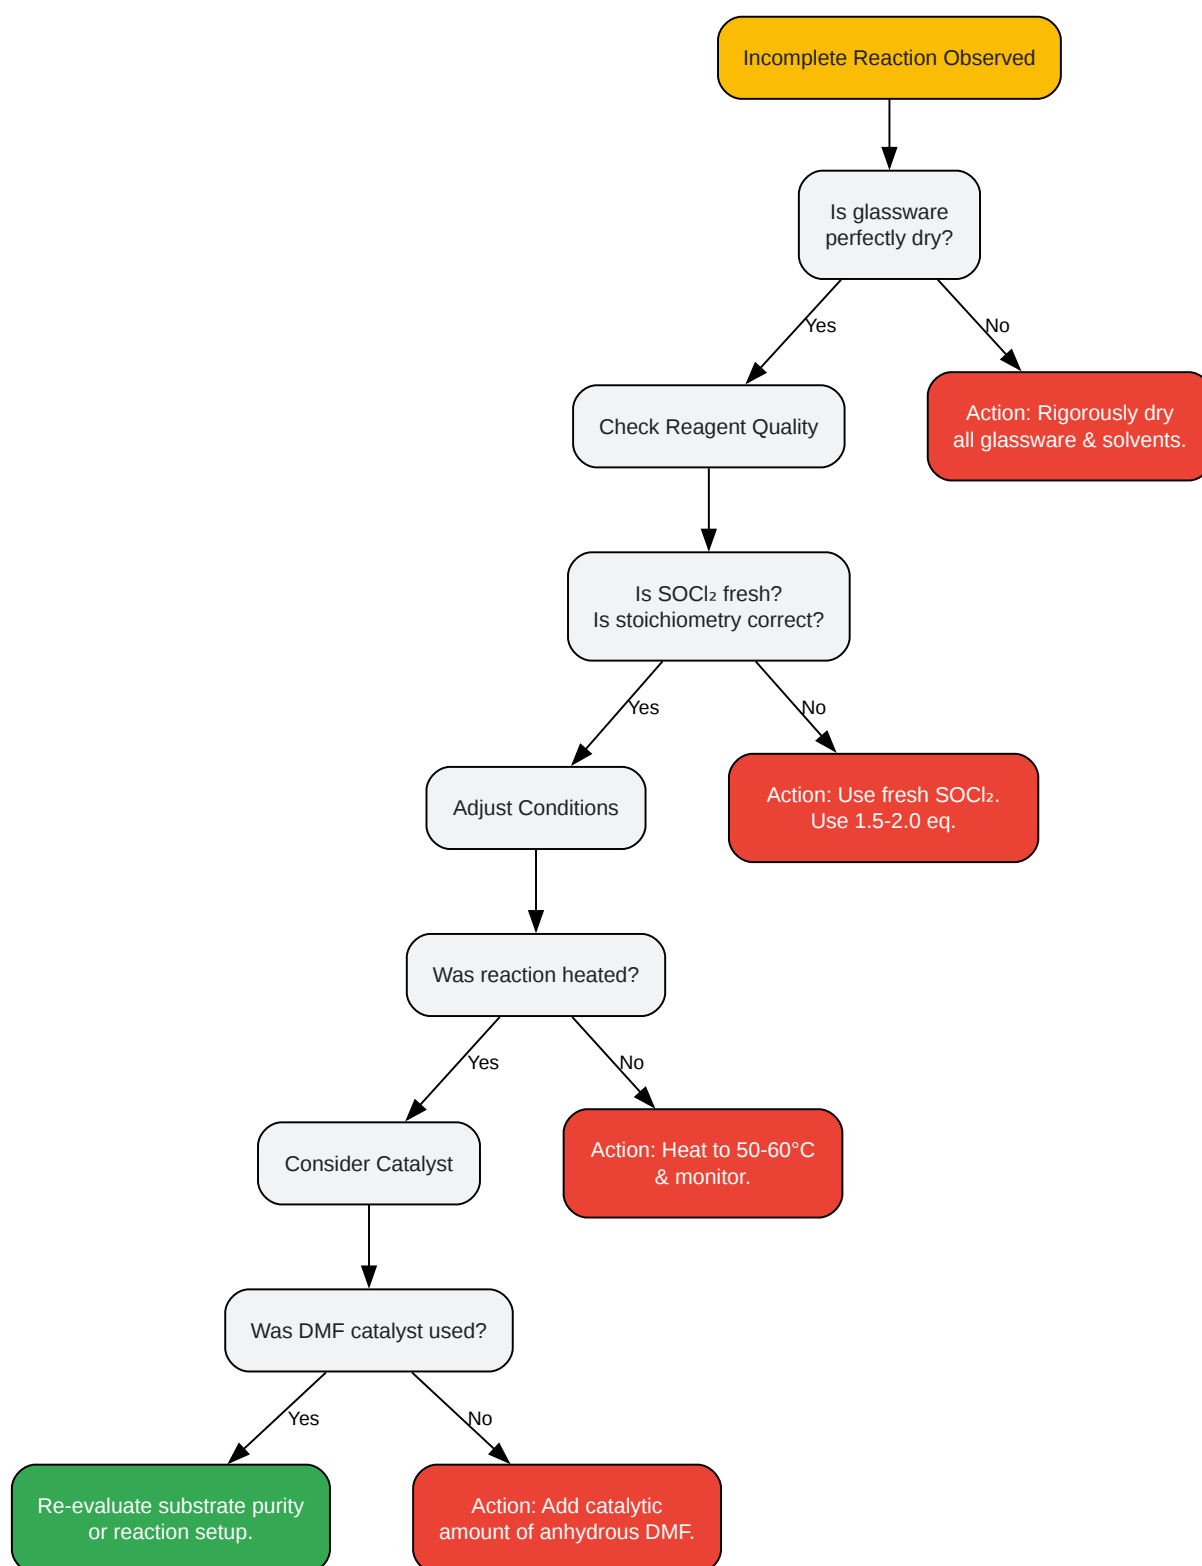 Incomplete Reaction Observed
Is glassware
perfectly dry?
Yes
No
Check Reagent Quality
Action: Rigorously dry
all glassware & solvents.
Is SOCl₂ fresh?
Is stoichiometry correct?
Yes
No
Adjust Conditions
Action: Use fresh SOCl₂.
Use 1.5-2.0 eq.
Was reaction heated?
Yes
No
Consider Catalyst
Action: Heat to 50-60°C
& monitor.
Was DMF catalyst used?
Yes
No
Re-evaluate substrate purity
or reaction setup.
Action: Add catalytic
amount of anhydrous DMF.